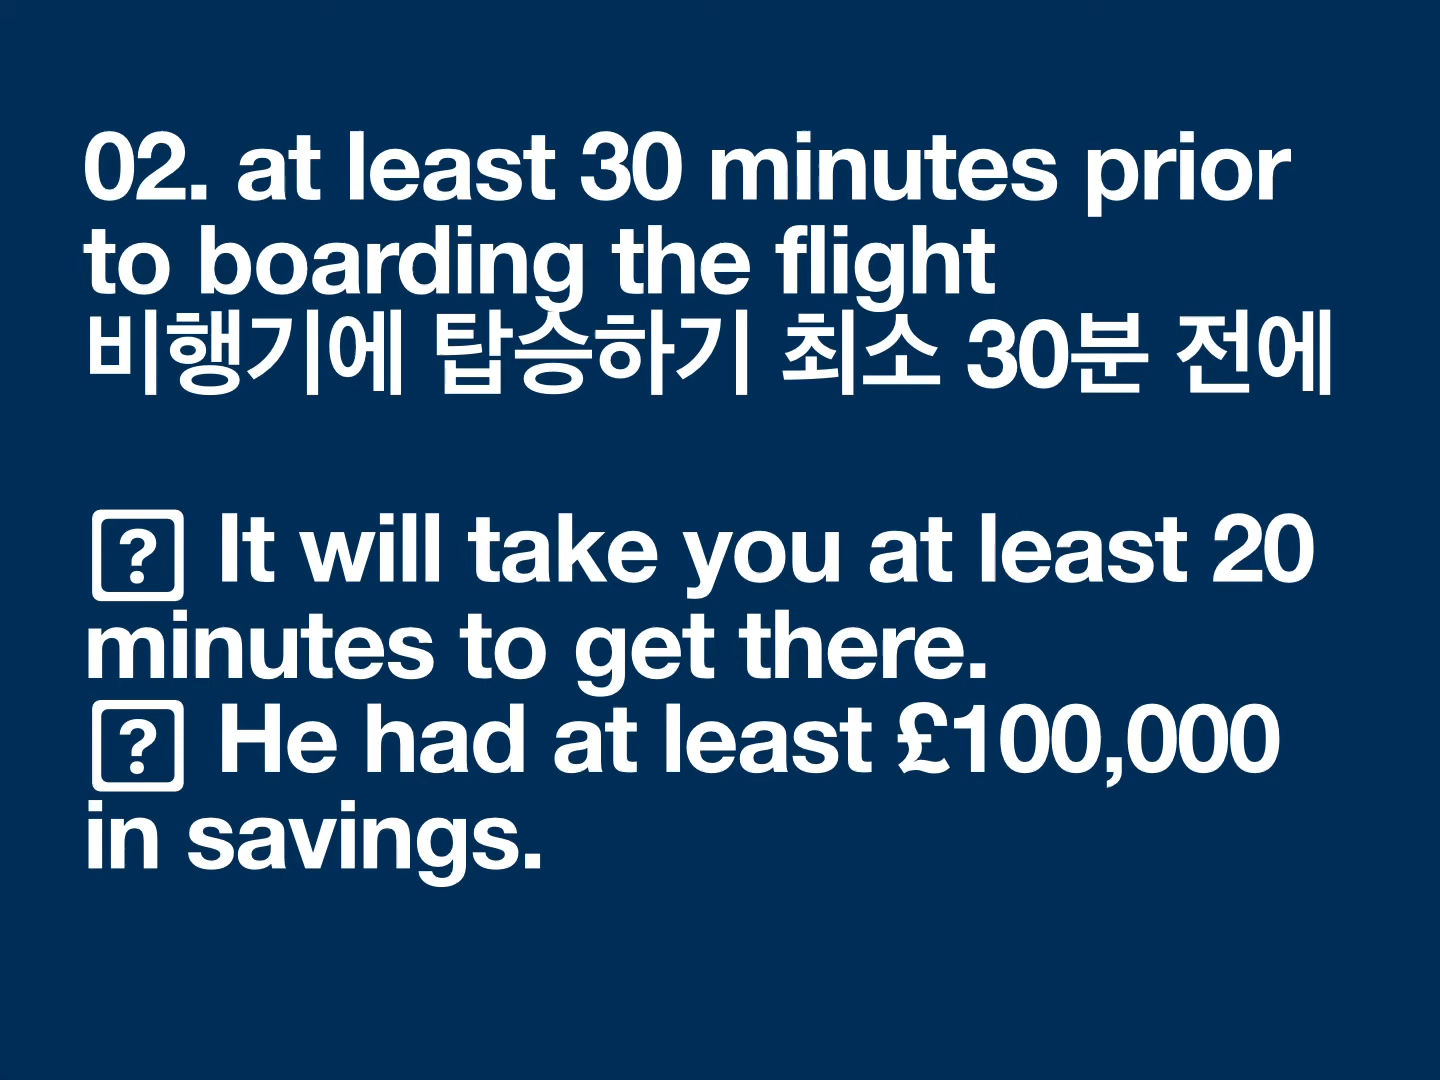 02. at least 30 minutes prior
to boarding the flight
비행기에 탑승하기 최소 30분 전에
⍰ It will take you at least 20
minutes to get there.
⍰ He had at least £100,000
in savings.